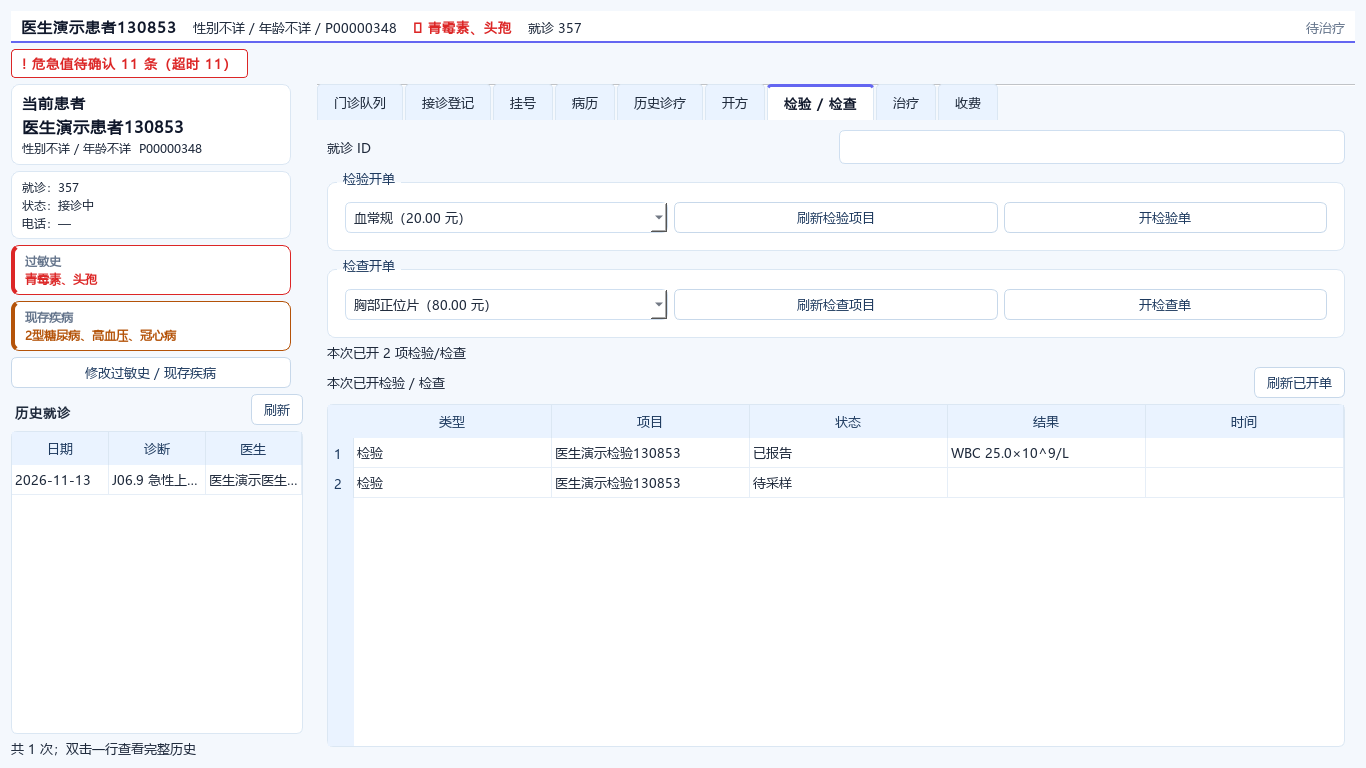 医生演示患者130853 性别不详 / 年龄不详 / P00000348 青霉素、头孢 就诊 357 待治疗
! 危急值待确认 11 条（超时 11）
当前患者
医生演示患者130853
性别不详 / 年龄不详 P00000348
就诊：357
状态：接诊中
电话：—
过敏史
青霉素、头孢
现存疾病
2型糖尿病、高血压、冠心病
修改过敏史 / 现存疾病
历史就诊 刷新
日期 诊断 医生
2026-11-13 J06.9 急性上... 医生演示医生...
共 1 次；双击一行查看完整历史
门诊队列 接诊登记 挂号 病历 历史诊疗 开方 检验 / 检查 治疗 收费
就诊 ID
检验开单
血常规（20.00 元） 刷新检验项目 开检验单
检查开单
胸部正位片（80.00 元） 刷新检查项目 开检查单
本次已开 2 项检验/检查
本次已开检验 / 检查 刷新已开单
类型 项目 状态 结果 时间
1 检验 医生演示检验130853 已报告 WBC 25.0×10^9/L
2 检验 医生演示检验130853 待采样